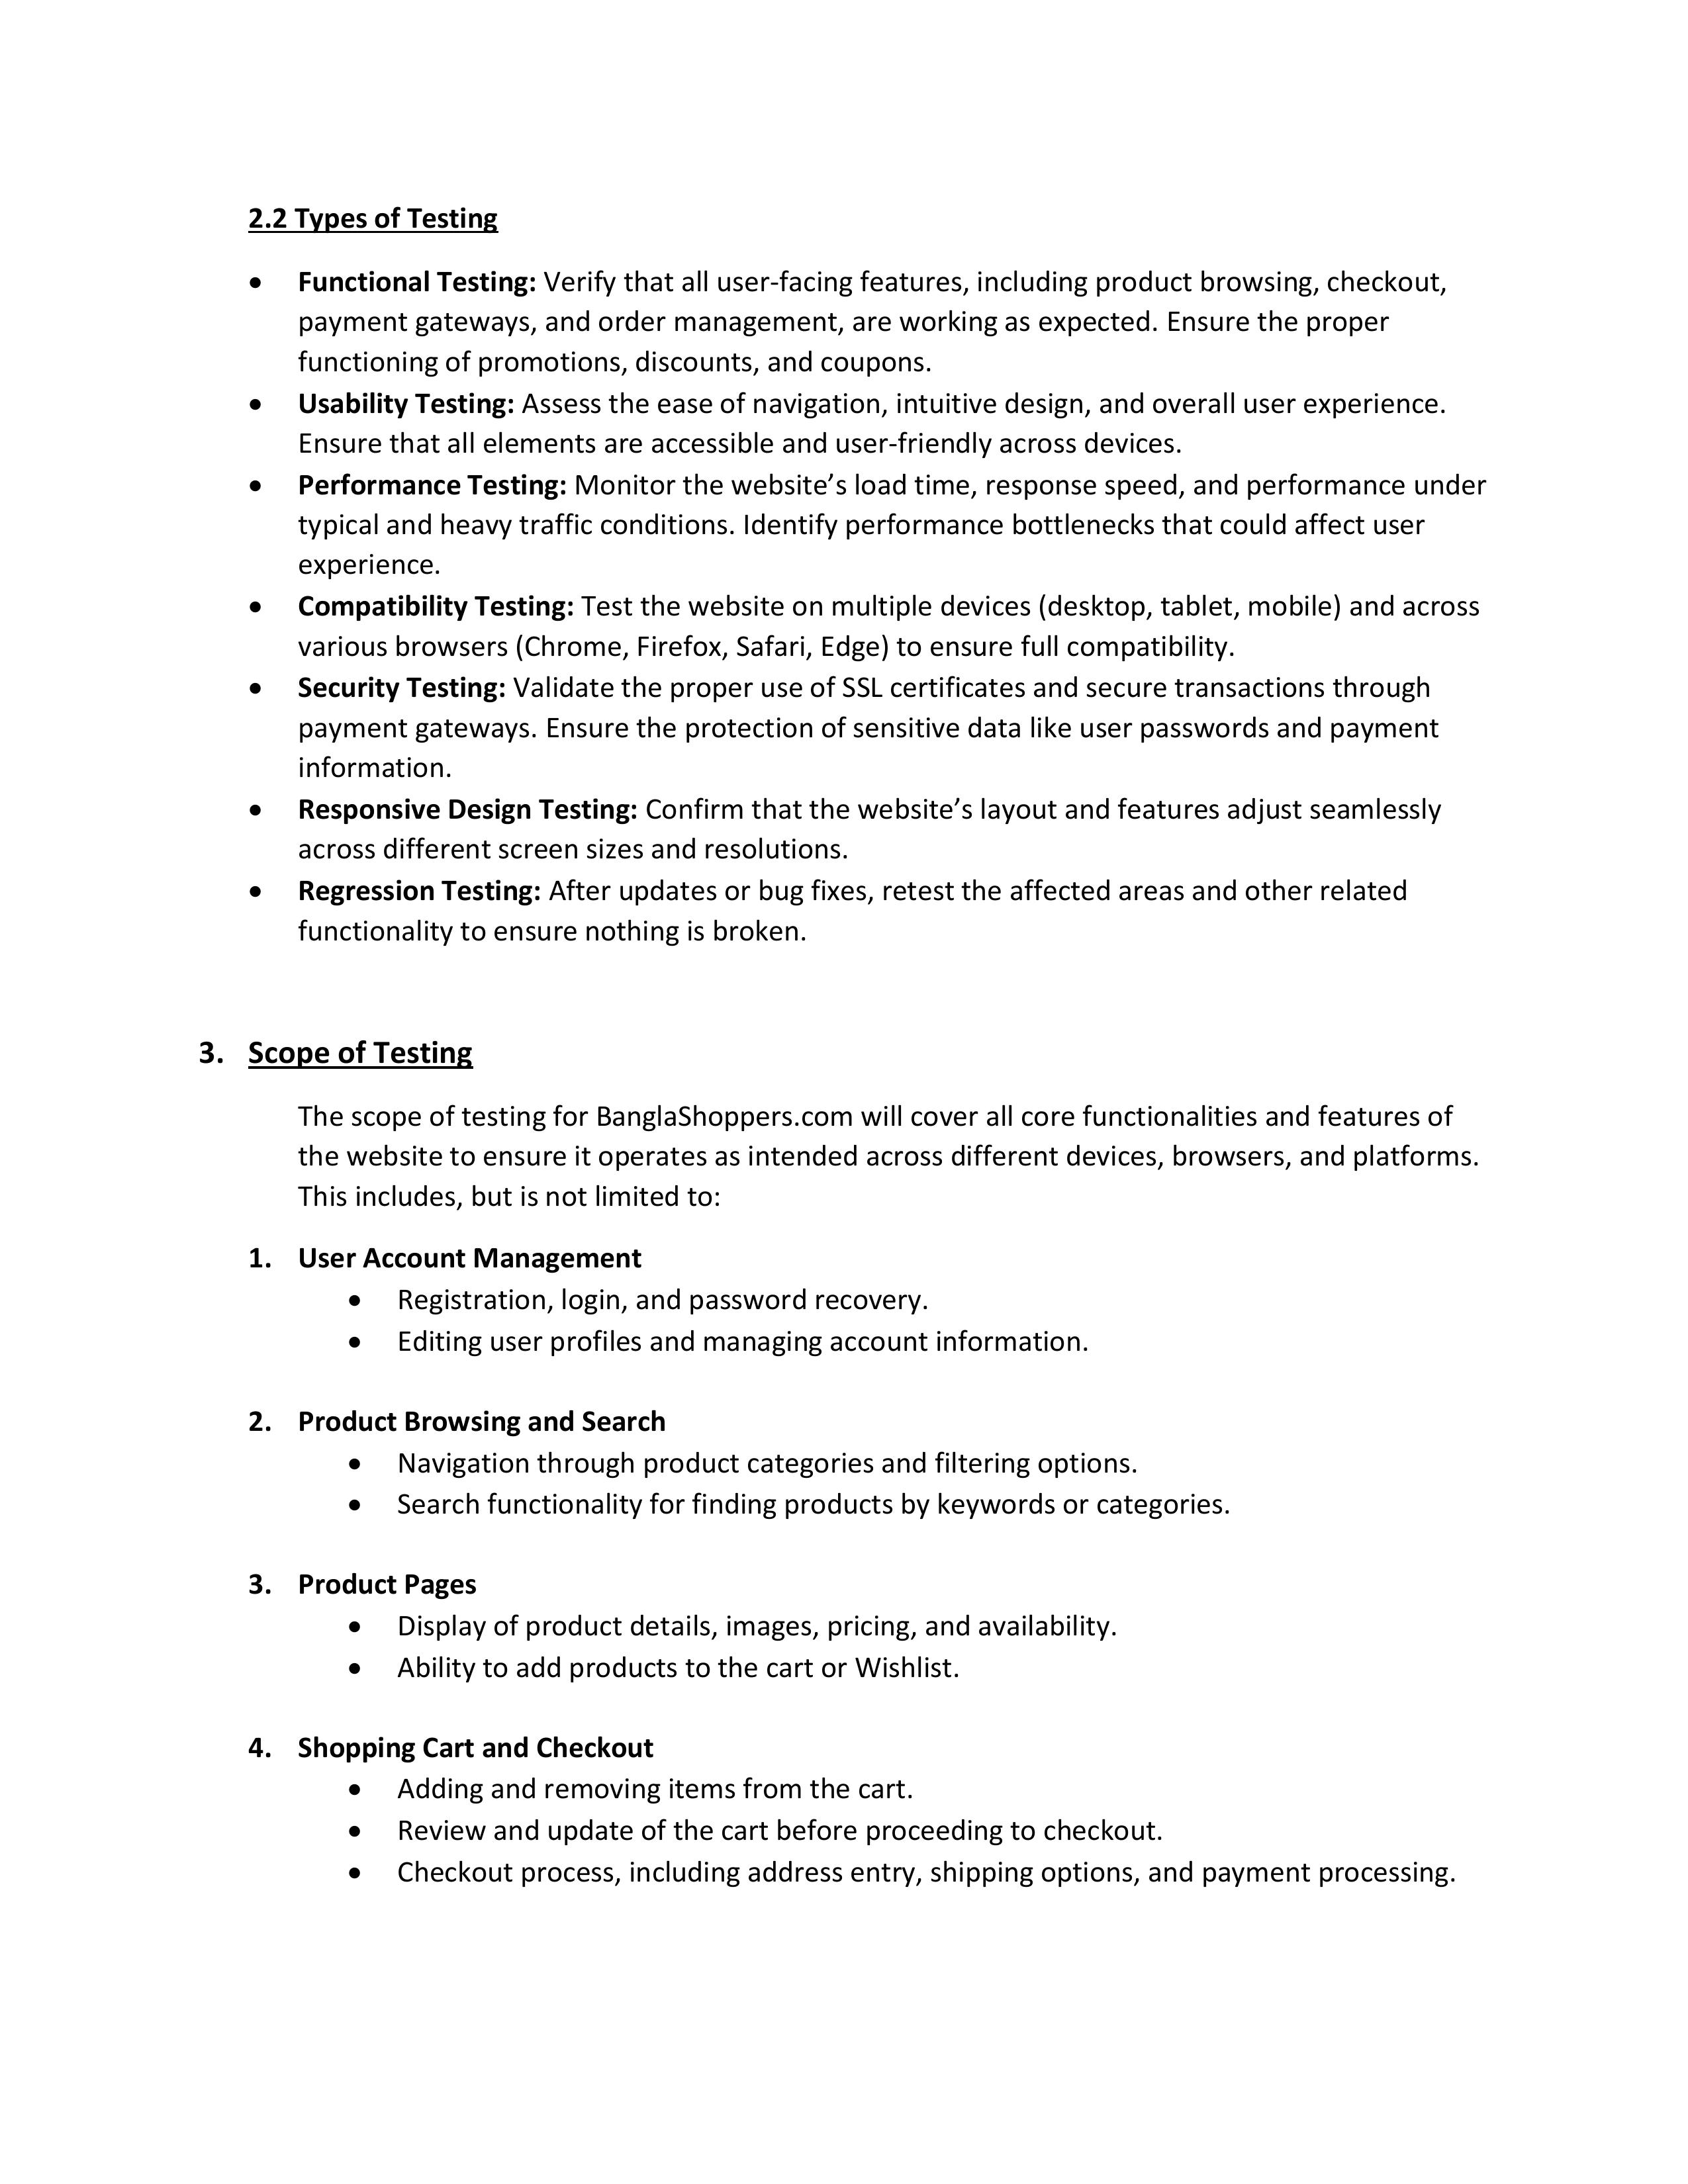 2.2 Types of Testing
• Functional Testing: Verify that all user-facing features, including product browsing, checkout,
payment gateways, and order management, are working as expected. Ensure the proper
functioning of promotions, discounts, and coupons.
• Usability Testing: Assess the ease of navigation, intuitive design, and overall user experience.
Ensure that all elements are accessible and user-friendly across devices.
• Performance Testing: Monitor the website’s load time, response speed, and performance under
typical and heavy traffic conditions. Identify performance bottlenecks that could affect user
experience.
• Compatibility Testing: Test the website on multiple devices (desktop, tablet, mobile) and across
various browsers (Chrome, Firefox, Safari, Edge) to ensure full compatibility.
• Security Testing: Validate the proper use of SSL certificates and secure transactions through
payment gateways. Ensure the protection of sensitive data like user passwords and payment
information.
• Responsive Design Testing: Confirm that the website’s layout and features adjust seamlessly
across different screen sizes and resolutions.
• Regression Testing: After updates or bug fixes, retest the affected areas and other related
functionality to ensure nothing is broken.
3. Scope of Testing
The scope of testing for BanglaShoppers.com will cover all core functionalities and features of
the website to ensure it operates as intended across different devices, browsers, and platforms.
This includes, but is not limited to:
1. User Account Management
• Registration, login, and password recovery.
• Editing user profiles and managing account information.
2. Product Browsing and Search
• Navigation through product categories and filtering options.
• Search functionality for finding products by keywords or categories.
3. Product Pages
• Display of product details, images, pricing, and availability.
• Ability to add products to the cart or Wishlist.
4. Shopping Cart and Checkout
• Adding and removing items from the cart.
• Review and update of the cart before proceeding to checkout.
• Checkout process, including address entry, shipping options, and payment processing.